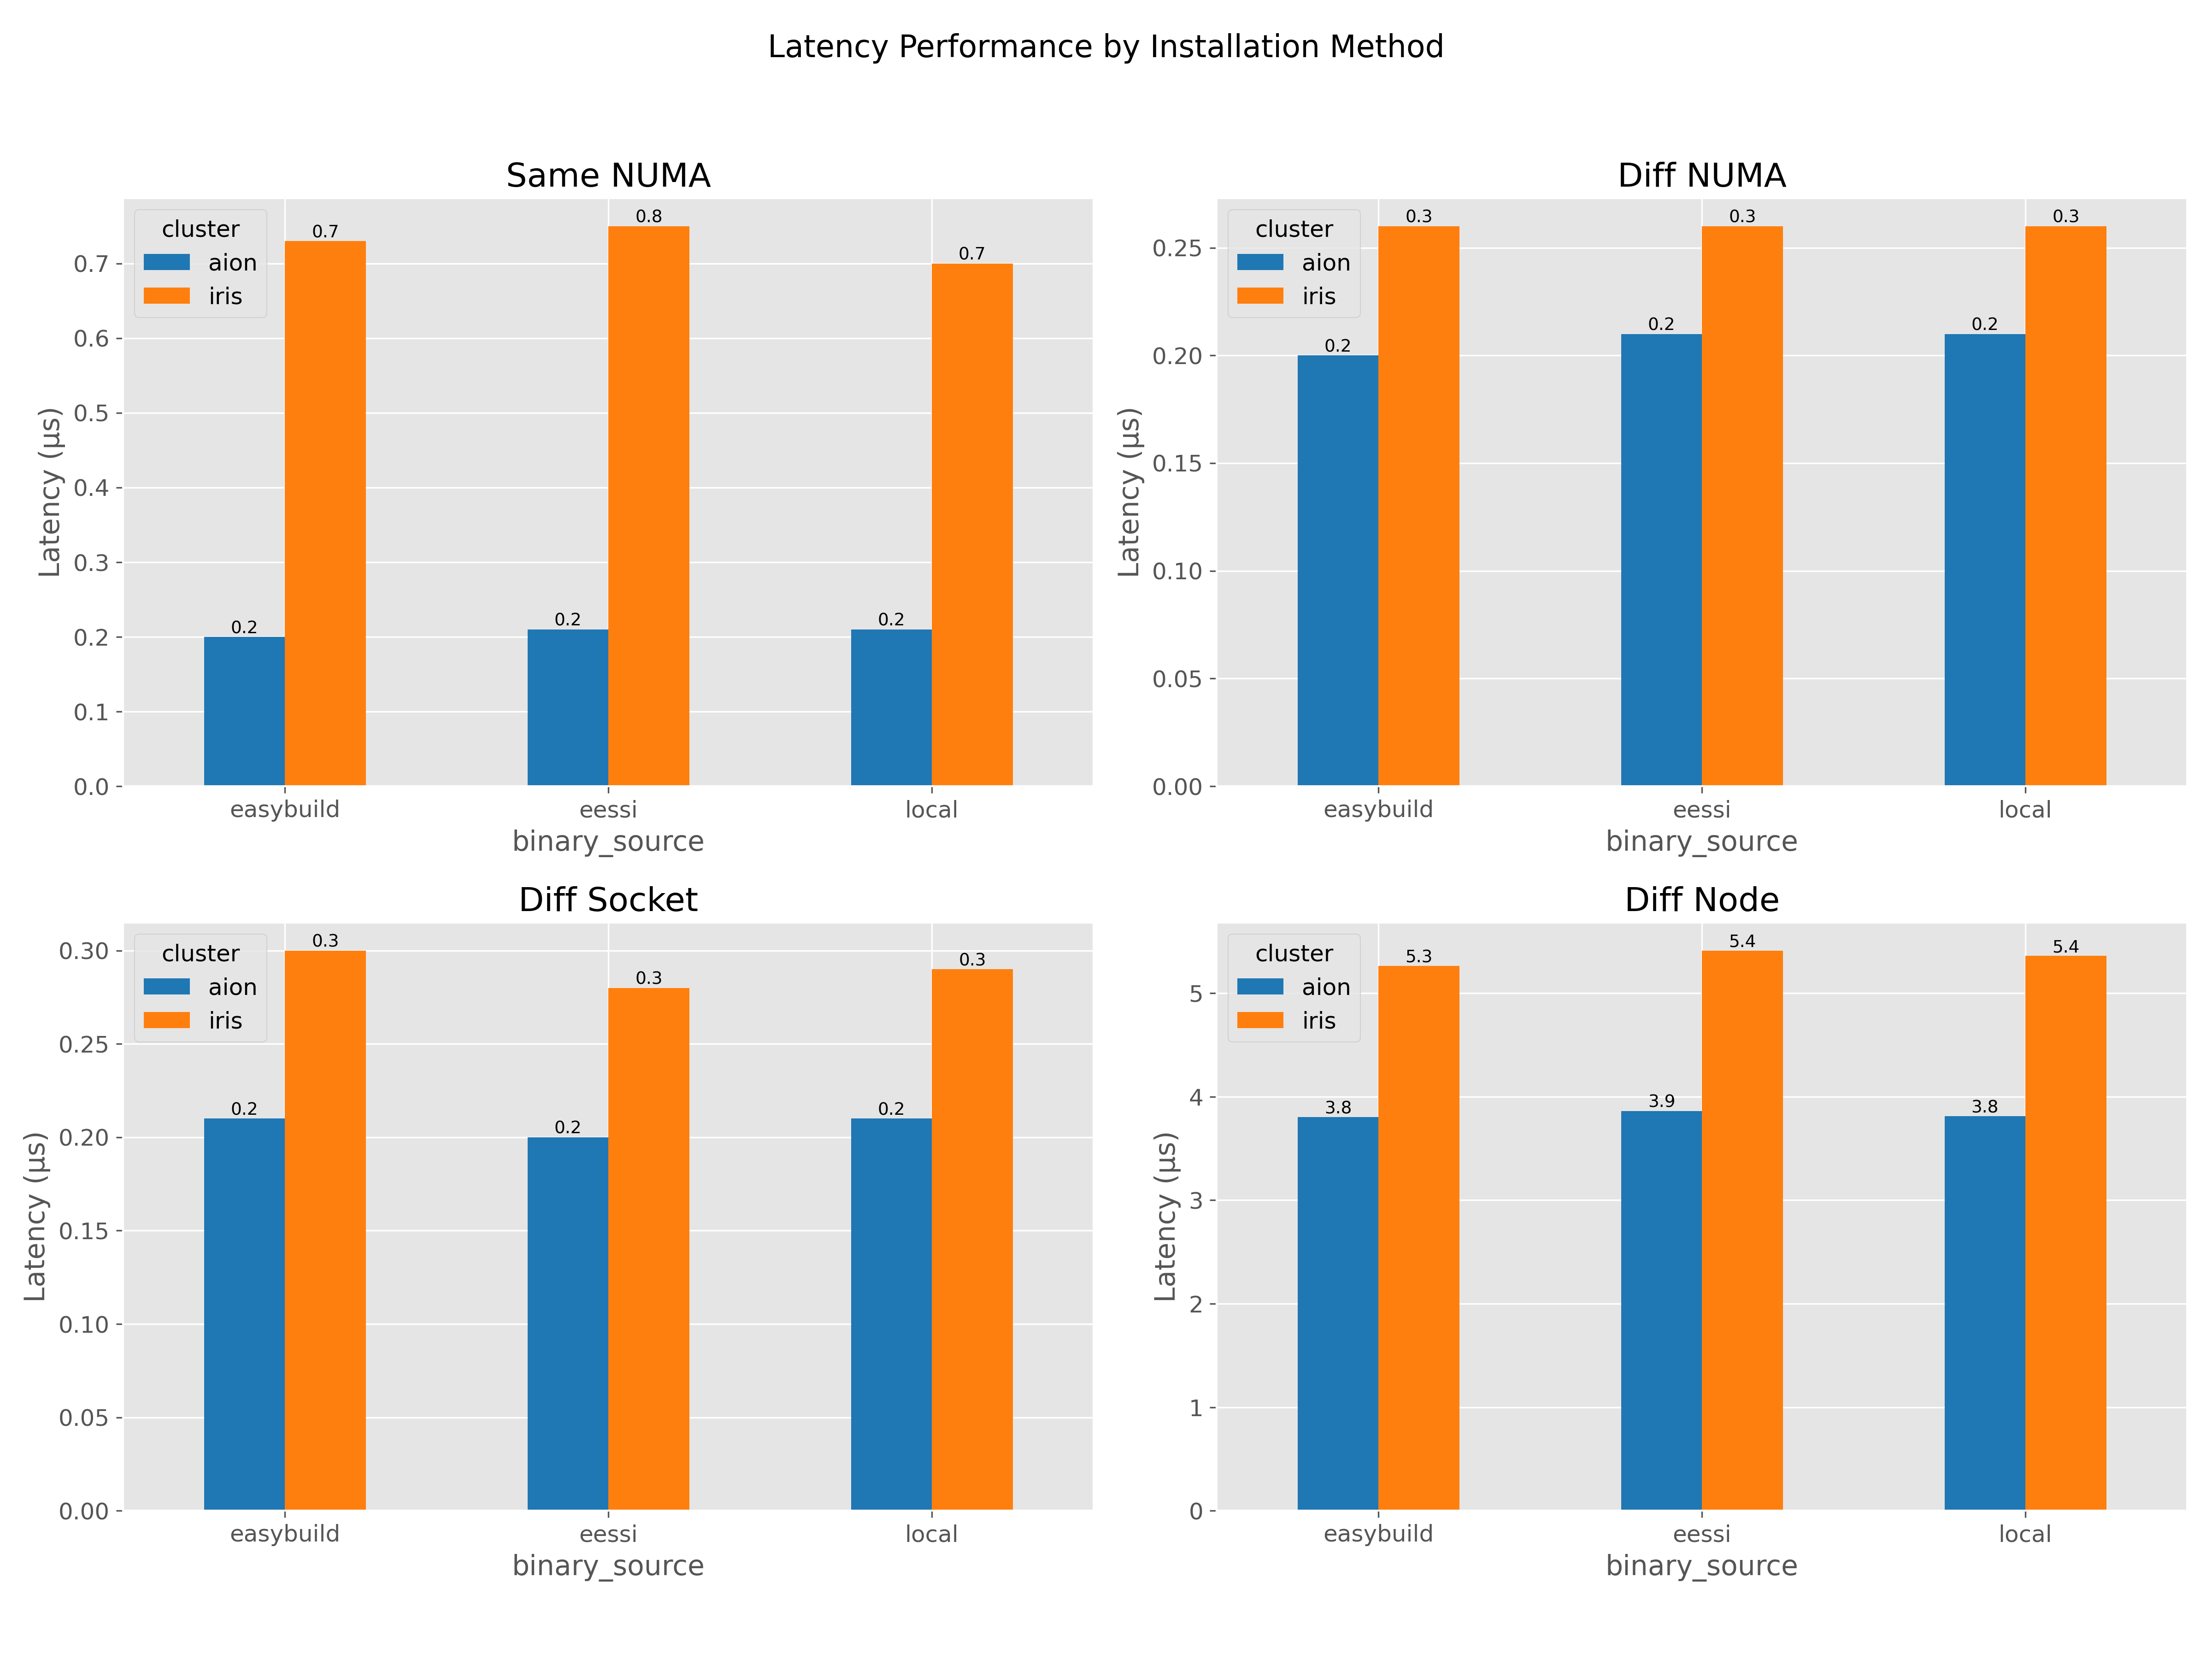 Latency Performance by Installation Method
Same NUMA
Latency (µs)
0.7
0.6
0.5
0.4
0.3
0.2
0.1
0.0
cluster
aion
iris
0.2
0.7
0.2
0.8
0.2
0.7
easybuild
eessi
local
binary_source
Diff NUMA
Latency (µs)
0.25
0.20
0.15
0.10
0.05
0.00
cluster
aion
iris
0.2
0.3
0.2
0.3
0.2
0.3
easybuild
eessi
local
binary_source
Diff Socket
Latency (µs)
0.30
0.25
0.20
0.15
0.10
0.05
0.00
cluster
aion
iris
0.2
0.3
0.2
0.3
0.2
0.3
easybuild
eessi
local
binary_source
Diff Node
Latency (µs)
5
4
3
2
1
0
cluster
aion
iris
3.8
5.3
3.9
5.4
3.8
5.4
easybuild
eessi
local
binary_source